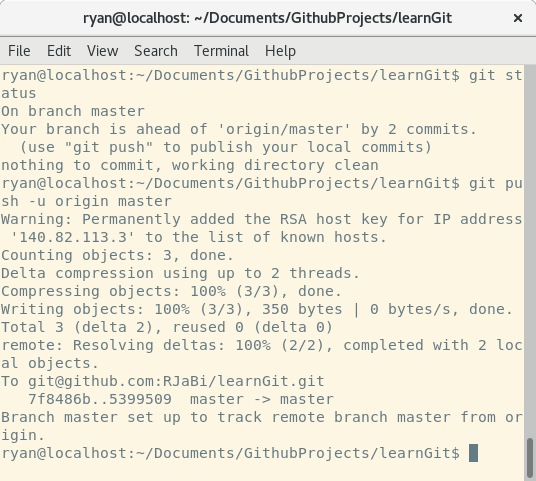 ryan@localhost: ~/Documents/GithubProjects/learnGit ×
File Edit View Search Terminal Help
ryan@localhost:~/Documents/GithubProjects/learnGit$ git st
atus
On branch master
Your branch is ahead of 'origin/master' by 2 commits.
  (use "git push" to publish your local commits)
nothing to commit, working directory clean
ryan@localhost:~/Documents/GithubProjects/learnGit$ git pu
sh -u origin master
Warning: Permanently added the RSA host key for IP address
 '140.82.113.3' to the list of known hosts.
Counting objects: 3, done.
Delta compression using up to 2 threads.
Compressing objects: 100% (3/3), done.
Writing objects: 100% (3/3), 350 bytes | 0 bytes/s, done.
Total 3 (delta 2), reused 0 (delta 0)
remote: Resolving deltas: 100% (2/2), completed with 2 loc
al objects.
To git@github.com:RJaBi/learnGit.git
   7f8486b..5399509  master -> master
Branch master set up to track remote branch master from or
igin.
ryan@localhost:~/Documents/GithubProjects/learnGit$